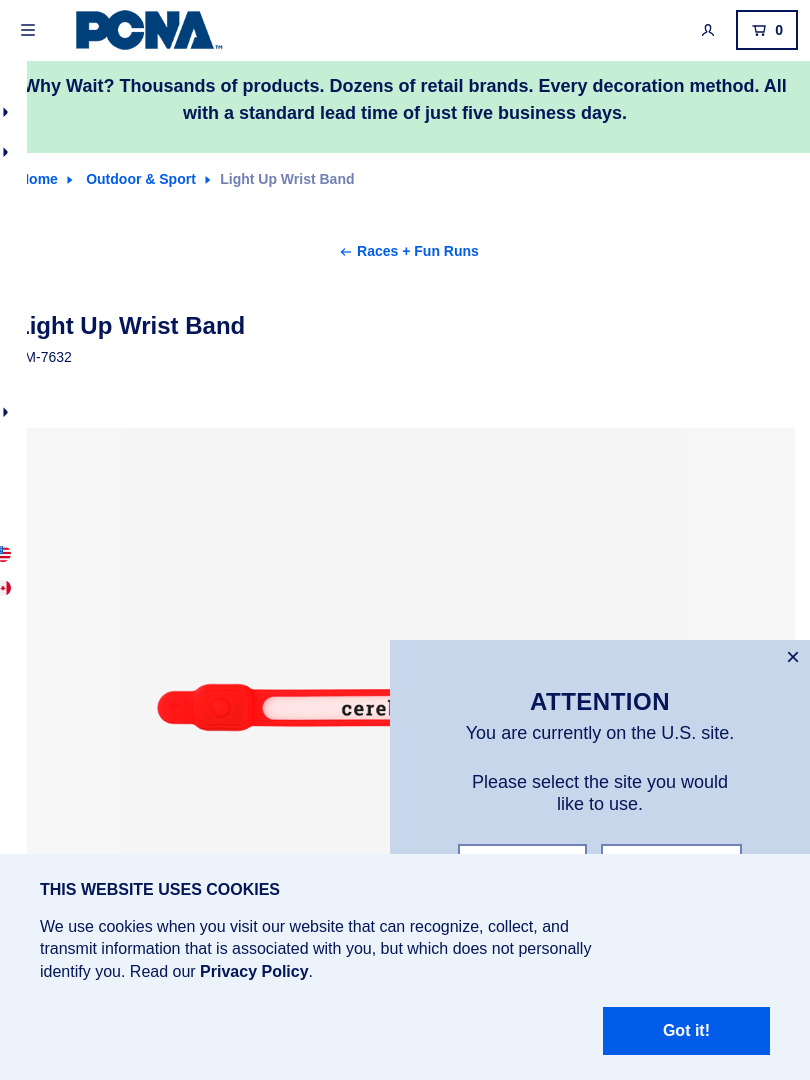 PCNA™
0
Why Wait? Thousands of products. Dozens of retail brands. Every decoration method. All
with a standard lead time of just five business days.
Outdoor & Sport Light Up Wrist Band
Races + Fun Runs
Light Up Wrist Band
M-7632
cerel
ATTENTION
You are currently on the U.S. site.
Please select the site you would
like to use.
THIS WEBSITE USES COOKIES
We use cookies when you visit our website that can recognize, collect, and
transmit information that is associated with you, but which does not personally
identify you. Read our Privacy Policy.
Got it!